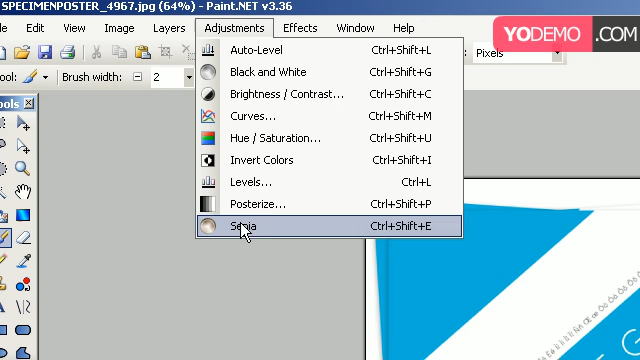 SPECIMENPOSTER_4967.jpg (64%) - Paint.NET v3.36
Edit View Image Layers Adjustments Effects Window Help
YODEMO.COM
Pixels
Brush width: 2
Auto-Level Ctrl+Shift+L
Black and White Ctrl+Shift+G
Brightness / Contrast... Ctrl+Shift+C
Curves... Ctrl+Shift+M
Hue / Saturation... Ctrl+Shift+U
Invert Colors Ctrl+Shift+I
Levels... Ctrl+L
Posterize... Ctrl+Shift+P
Sepia Ctrl+Shift+E